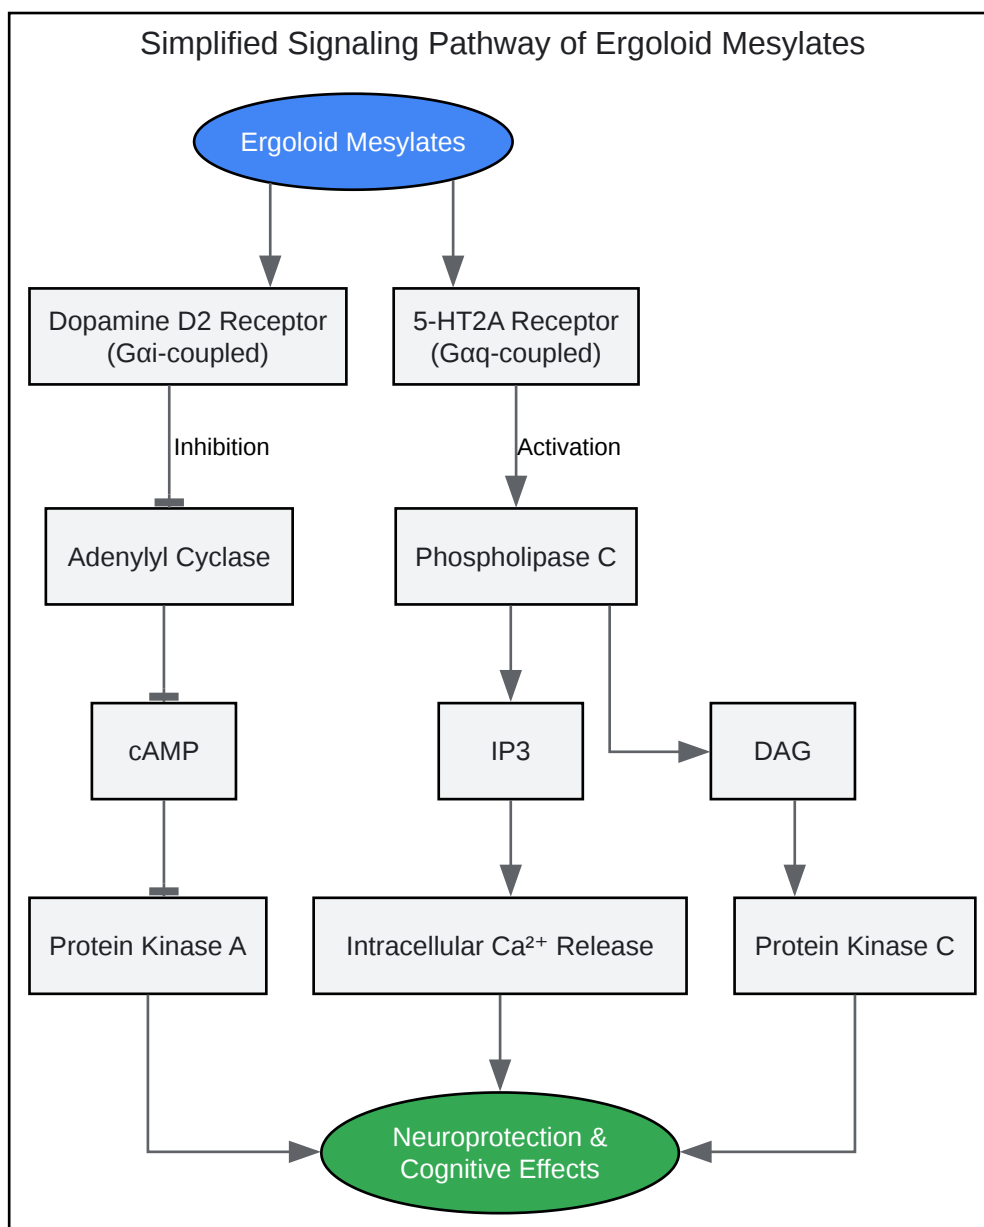 Simplified Signaling Pathway of Ergoloid Mesylates
Ergoloid Mesylates
Dopamine D2 Receptor
(Gαi-coupled)
5-HT2A Receptor
(Gαq-coupled)
Inhibition
Activation
Adenylyl Cyclase
Phospholipase C
cAMP
IP3
DAG
Protein Kinase A
Intracellular Ca²⁺ Release
Protein Kinase C
Neuroprotection &
Cognitive Effects